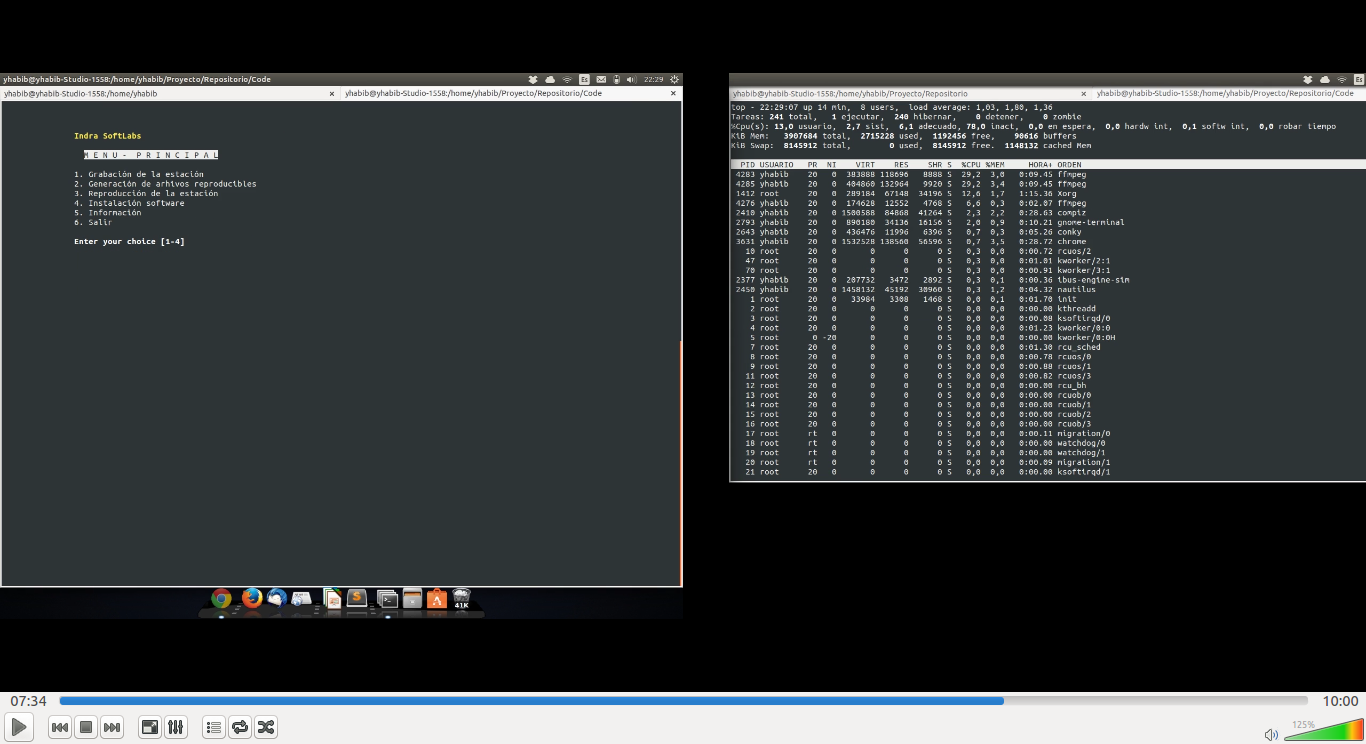 yhabib@yhabib-Studio-1558:/home/yhabib/Proyecto/Repositorio/Code Es 22:29
yhabib@yhabib-Studio-1558:/home/yhabib × yhabib@yhabib-Studio-1558:/home/yhabib/Proyecto/Repositorio/Code ×
Indra SoftLabs
M E N U - P R I N C I P A L
1. Grabación de la estación
2. Generación de arhivos reproducibles
3. Reproducción de la estación
4. Instalación software
5. Información
6. Salir
Enter your choice [1-4]
41K
Es
yhabib@yhabib-Studio-1558:/home/yhabib/Proyecto/Repositorio × yhabib@yhabib-Studio-1558:/home/yhabib/Proyecto/Repositorio/Code
top - 22:29:07 up 14 min, 8 users, load average: 1,03, 1,80, 1,36
Tareas: 241 total, 1 ejecutar, 240 hibernar, 0 detener, 0 zombie
%Cpu(s): 13,0 usuario, 2,7 sist, 6,1 adecuado, 78,0 inact, 0,0 en espera, 0,0 hardw int, 0,1 softw int, 0,0 robar tiempo
KiB Mem: 3907684 total, 2715228 used, 1192456 free, 90616 buffers
KiB Swap: 8145912 total, 0 used, 8145912 free. 1148132 cached Mem
PID USUARIO PR NI VIRT RES SHR S %CPU %MEM HORA+ ORDEN
4283 yhabib 20 0 383888 118696 8888 S 29,2 3,0 0:09.45 ffmpeg
4285 yhabib 20 0 404860 132964 9920 S 29,2 3,4 0:09.45 ffmpeg
1412 root 20 0 289184 67148 34196 S 12,6 1,7 1:15.36 Xorg
4276 yhabib 20 0 174628 12552 4768 S 6,6 0,3 0:02.07 ffmpeg
2410 yhabib 20 0 1500588 84868 41264 S 2,3 2,2 0:28.63 compiz
2793 yhabib 20 0 890180 34136 16156 S 2,0 0,9 0:10.21 gnome-terminal
2643 yhabib 20 0 436476 11996 6396 S 0,7 0,3 0:05.26 conky
3631 yhabib 20 0 1532528 138560 56596 S 0,7 3,5 0:28.72 chrome
10 root 20 0 0 0 0 S 0,3 0,0 0:00.72 rcuos/2
47 root 20 0 0 0 0 S 0,3 0,0 0:01.01 kworker/2:1
70 root 20 0 0 0 0 S 0,3 0,0 0:00.91 kworker/3:1
2377 yhabib 20 0 207732 3472 2892 S 0,3 0,1 0:00.36 ibus-engine-sim
2450 yhabib 20 0 1458132 45192 30960 S 0,3 1,2 0:04.32 nautilus
1 root 20 0 33984 3308 1468 S 0,0 0,1 0:01.70 init
2 root 20 0 0 0 0 S 0,0 0,0 0:00.00 kthreadd
3 root 20 0 0 0 0 S 0,0 0,0 0:00.08 ksoftirqd/0
4 root 20 0 0 0 0 S 0,0 0,0 0:01.23 kworker/0:0
5 root 0 -20 0 0 0 S 0,0 0,0 0:00.00 kworker/0:0H
7 root 20 0 0 0 0 S 0,0 0,0 0:01.30 rcu_sched
8 root 20 0 0 0 0 S 0,0 0,0 0:00.78 rcuos/0
9 root 20 0 0 0 0 S 0,0 0,0 0:00.88 rcuos/1
11 root 20 0 0 0 0 S 0,0 0,0 0:00.82 rcuos/3
12 root 20 0 0 0 0 S 0,0 0,0 0:00.00 rcu_bh
13 root 20 0 0 0 0 S 0,0 0,0 0:00.00 rcuob/0
14 root 20 0 0 0 0 S 0,0 0,0 0:00.00 rcuob/1
15 root 20 0 0 0 0 S 0,0 0,0 0:00.00 rcuob/2
16 root 20 0 0 0 0 S 0,0 0,0 0:00.00 rcuob/3
17 root rt 0 0 0 0 S 0,0 0,0 0:00.11 migration/0
18 root rt 0 0 0 0 S 0,0 0,0 0:00.00 watchdog/0
19 root rt 0 0 0 0 S 0,0 0,0 0:00.00 watchdog/1
20 root rt 0 0 0 0 S 0,0 0,0 0:00.09 migration/1
21 root 20 0 0 0 0 S 0,0 0,0 0:00.00 ksoftirqd/1
07:34 10:00
125%